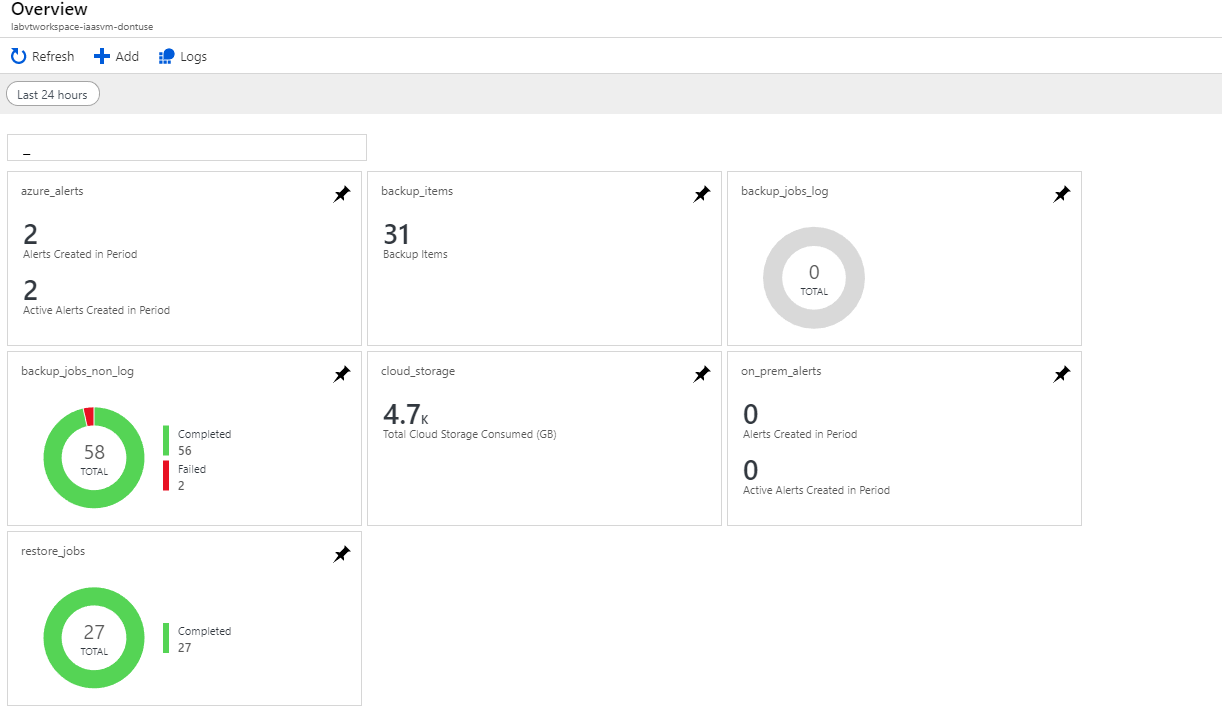 Overview
labvtworkspace-iaasvm-dontuse
Refresh Add Logs
Last 24 hours
_
azure_alerts
2
Alerts Created in Period
2
Active Alerts Created in Period
backup_items
31
Backup Items
backup_jobs_log
0
TOTAL
backup_jobs_non_log
58
TOTAL
Completed
56
Failed
2
cloud_storage
4.7K
Total Cloud Storage Consumed (GB)
on_prem_alerts
0
Alerts Created in Period
0
Active Alerts Created in Period
restore_jobs
27
TOTAL
Completed
27